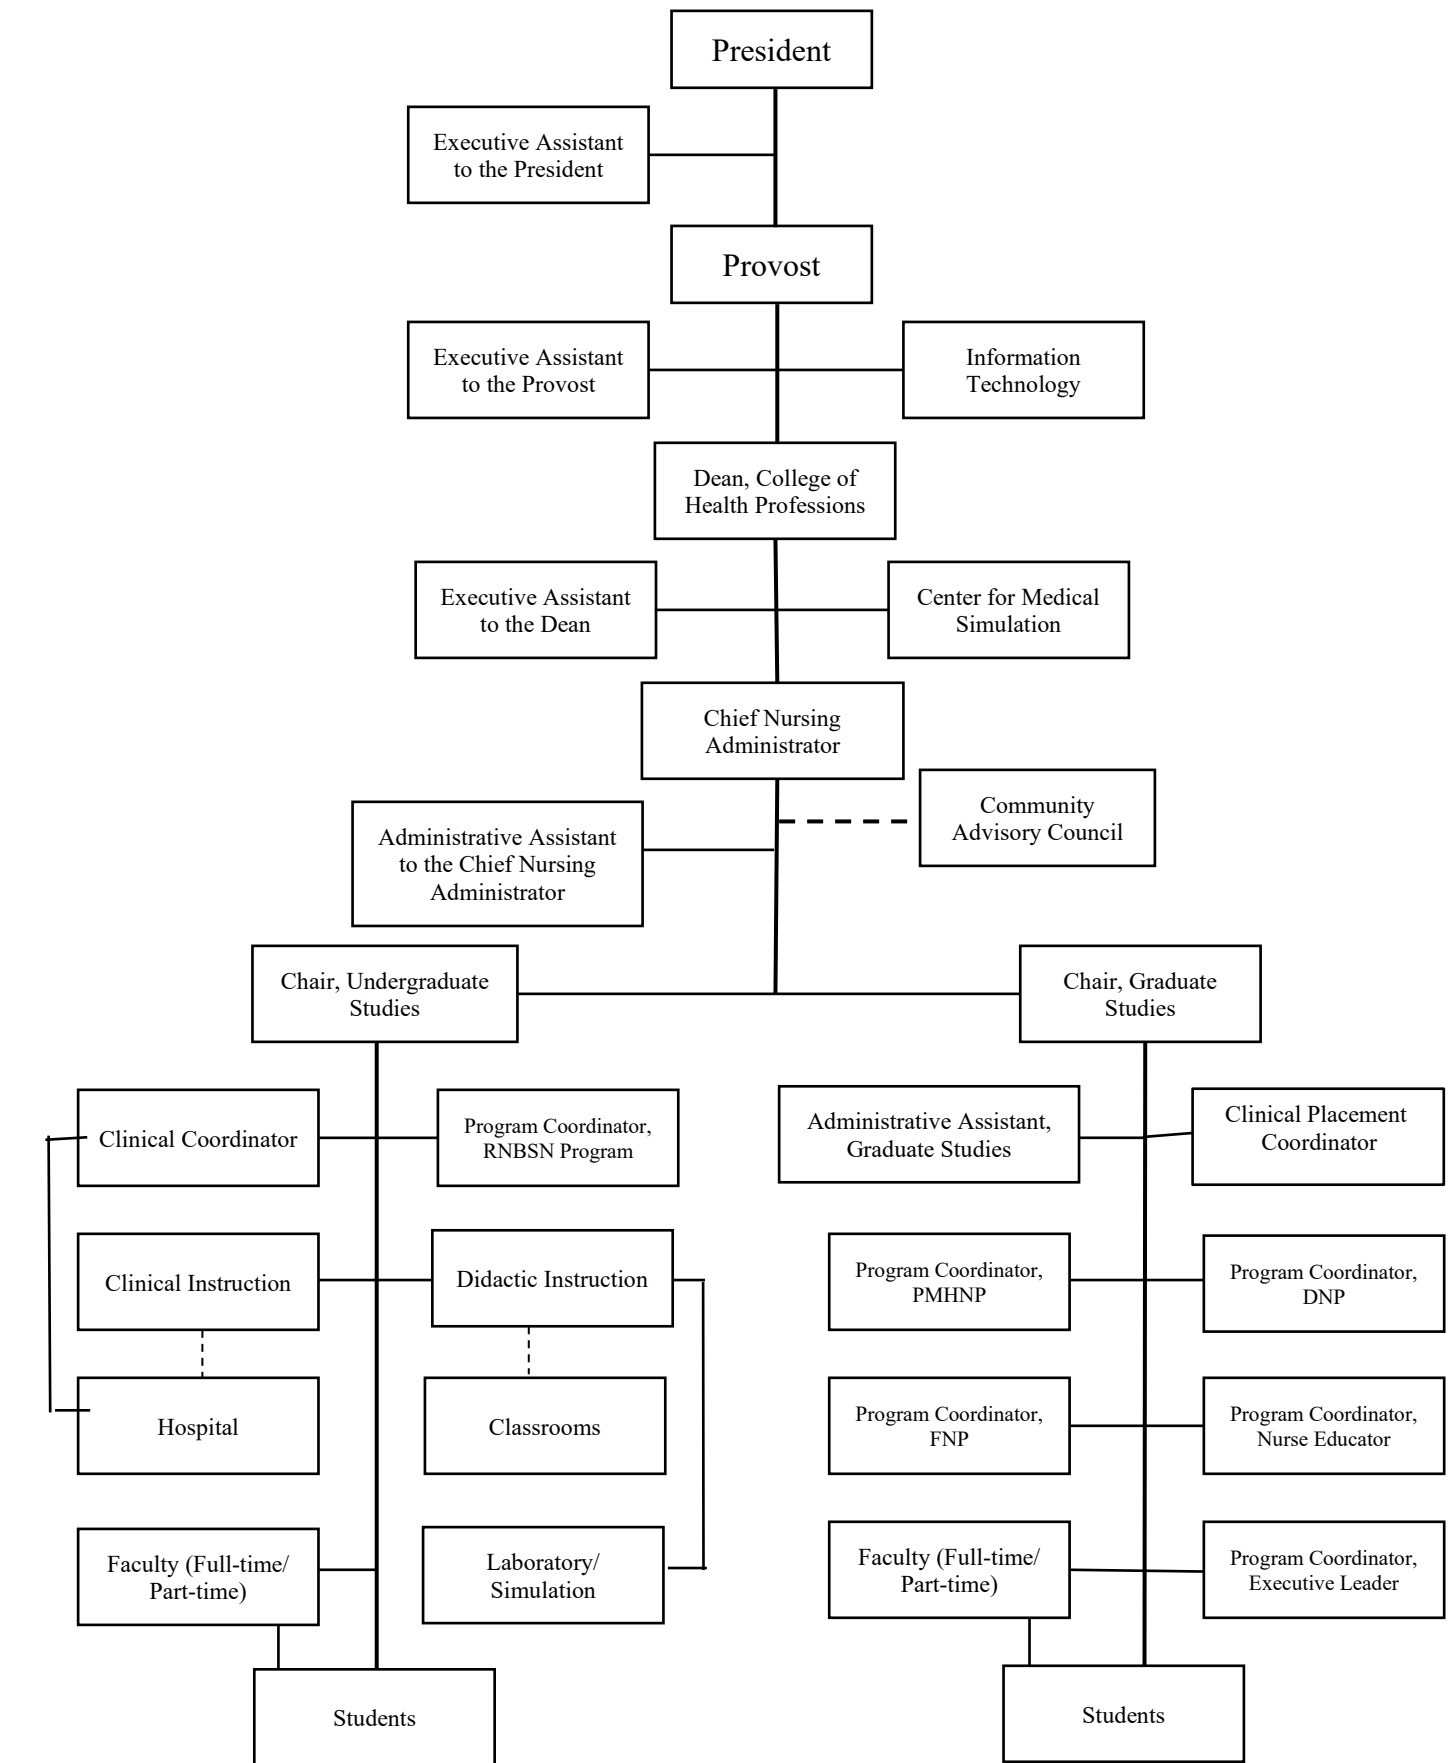 President
Executive Assistant
to the President
Provost
Executive Assistant
to the Provost
Information
Technology
Dean, College of
Health Professions
Executive Assistant
to the Dean
Center for Medical
Simulation
Chief Nursing
Administrator
Community
Advisory Council
Administrative Assistant
to the Chief Nursing
Administrator
Chair, Undergraduate
Studies
Chair, Graduate
Studies
Clinical Coordinator
Program Coordinator,
RNBSN Program
Administrative Assistant,
Graduate Studies
Clinical Placement
Coordinator
Clinical Instruction
Didactic Instruction
Program Coordinator,
PMHNP
Program Coordinator,
DNP
Hospital
Classrooms
Program Coordinator,
FNP
Program Coordinator,
Nurse Educator
Faculty (Full-time/
Part-time)
Laboratory/
Simulation
Faculty (Full-time/
Part-time)
Program Coordinator,
Executive Leader
Students
Students